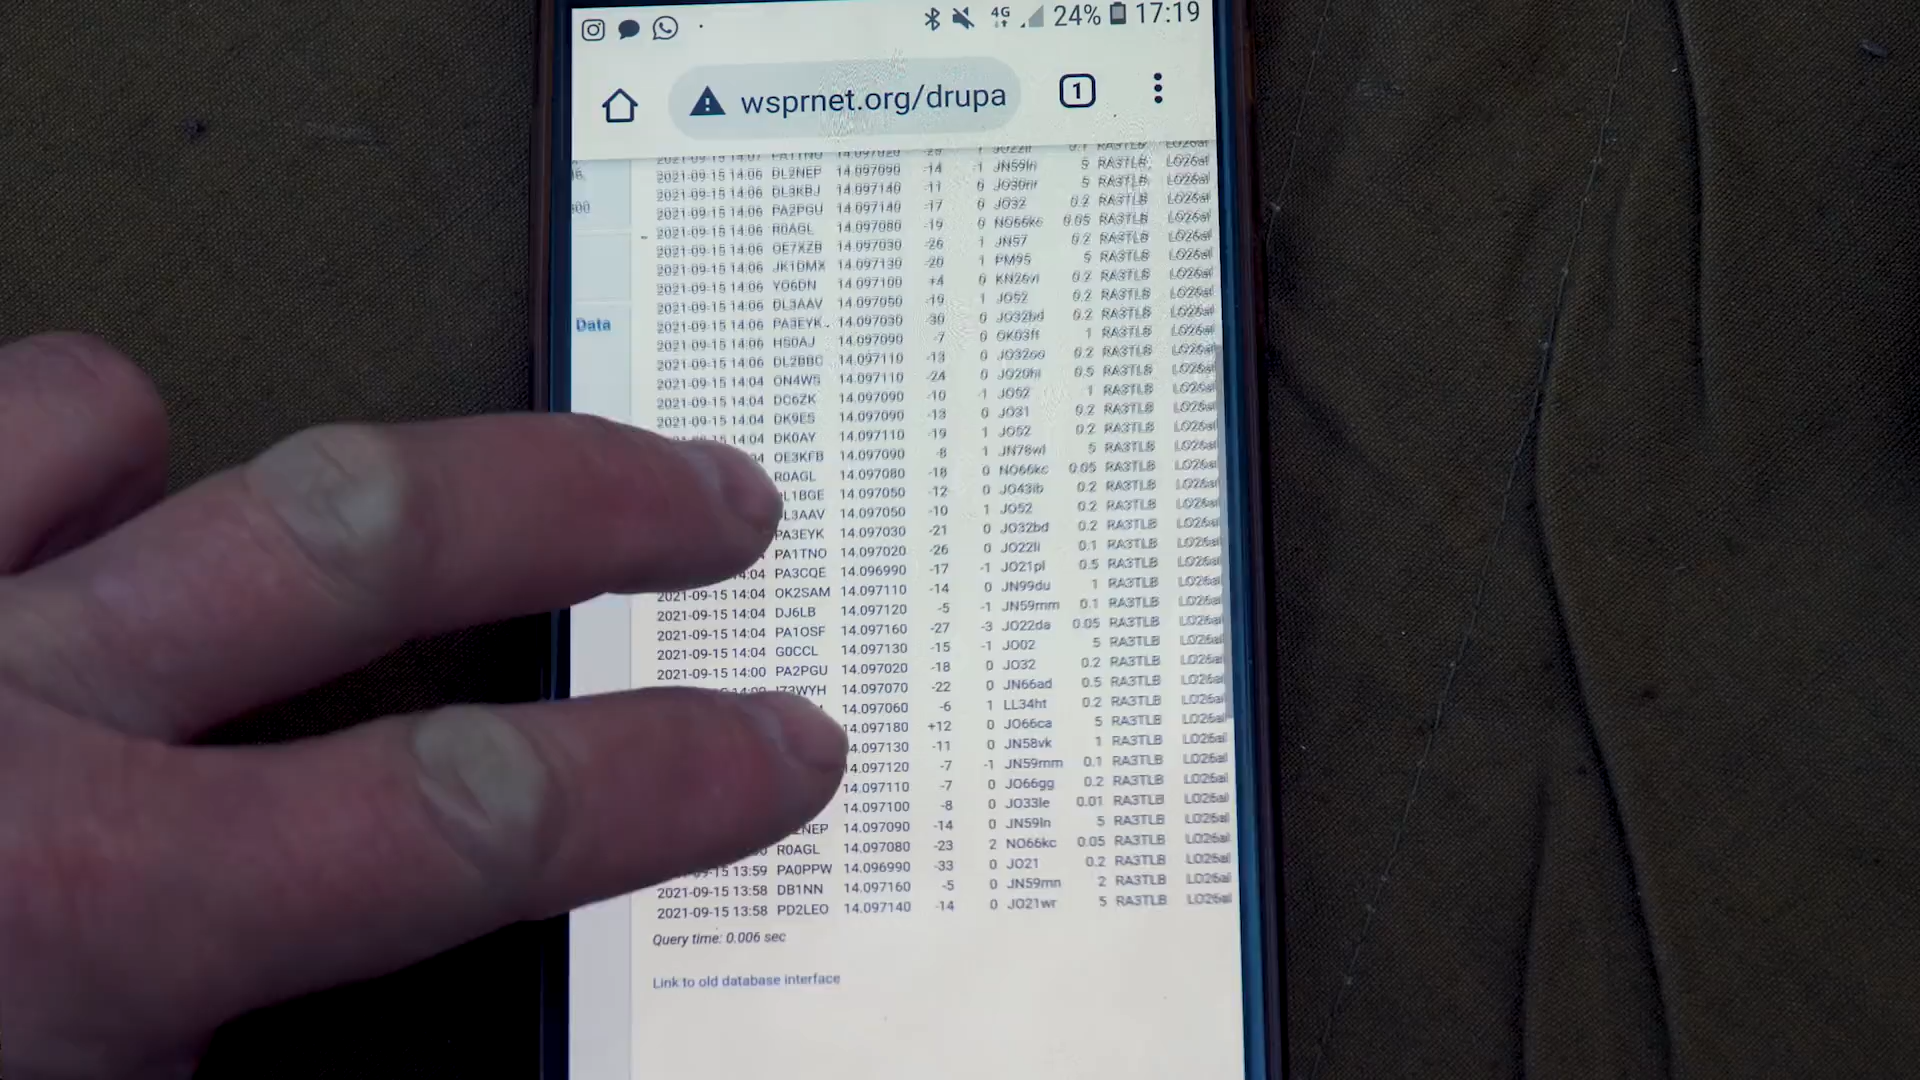 4G 24% 17:19
wsprnet.org/drupa 1
2021-09-15 14:06 DL2NEP 14.097090 -14 -1 JN59ln 5 RA3TLB LO26al
2021-09-15 14:06 DL3KBJ 14.097140 -11 0 5 RA3TLB LO26al
2021-09-15 14:06 PA2PGU 14.097140 -17 0 JO32 0.2 RA3TLB LO26al
600 2021-09-15 14:06 R0AGL 14.097080 -19 0 NO66kc 0.05 RA3TLB LO26al
2021-09-15 14:06 OE7XZB 14.097030 -26 1 JN57 0.2 RA3TLB LO26al
2021-09-15 14:06 JK1DMX 14.097130 -20 1 PM95 5 RA3TLB LO26al
2021-09-15 14:06 YO6DN 14.097100 +4 0 KN26vl 0.2 RA3TLB LO26al
2021-09-15 14:06 DL3AAV 14.097050 -19 1 JO52 0.2 RA3TLB LO26al
Data 2021-09-15 14:06 PA3EYK 14.097030 -30 0 JO32bd 0.2 RA3TLB LO26al
2021-09-15 14:06 HS0AJ 14.097090 -7 0 OK03ff 1 RA3TLB LO26al
2021-09-15 14:06 DL2BBC 14.097110 -13 0 0.2 RA3TLB LO26al
2021-09-15 14:04 ON4WS 14.097110 -24 0 JO20hl 0.5 RA3TLB LO26al
2021-09-15 14:04 DC6ZK 14.097090 -10 -1 1 RA3TLB LO26al
2021-09-15 14:04 DK9ES 14.097090 -13 0 JO31 0.2 RA3TLB LO26al
14:04 DK0AY 14.097110 -19 1 JO52 0.2 RA3TLB LO26al
OE3KFB 14.097090 -8 1 JN78wl 5 RA3TLB LO26al
R0AGL 14.097080 -18 0 NO66kc 0.05 RA3TLB LO26al
L1BGE 14.097050 -12 0 JO43ib 0.2 RA3TLB LO26al
L3AAV 14.097050 -10 1 JO52 0.2 RA3TLB LO26al
PA3EYK 14.097030 -21 0 JO32bd 0.2 RA3TLB LO26al
PA1TNO 14.097020 -26 0 JO22li 0.1 RA3TLB LO26al
14:04 PA3CQE 14.096990 -17 -1 JO21pl 0.5 RA3TLB LO26al
2021-09-15 14:04 OK2SAM 14.097110 -14 0 JN99du 1 RA3TLB LO26al
2021-09-15 14:04 DJ6LB 14.097120 -5 -1 JN59mm 0.1 RA3TLB LO26al
2021-09-15 14:04 PA1OSF 14.097160 -27 -3 JO22da 0.05 RA3TLB LO26al
2021-09-15 14:04 G0CCL 14.097130 -15 -1 JO02 5 RA3TLB LO26al
2021-09-15 14:00 PA2PGU 14.097020 -18 0 JO32 0.2 RA3TLB LO26al
IZ3WYH 14.097070 -22 0 JN66ad 0.5 RA3TLB LO26al
14.097060 -6 1 LL34ht 0.2 RA3TLB LO26al
14.097180 +12 0 JO66ca 5 RA3TLB LO26al
14.097130 -11 0 JN58vk 1 RA3TLB LO26al
14.097120 -7 -1 JN59mm 0.1 RA3TLB LO26al
14.097110 -7 0 JO66gg 0.2 RA3TLB LO26al
14.097100 -8 0 JO33le 0.01 RA3TLB LO26al
NEP 14.097090 -14 0 JN59ln 5 RA3TLB LO26al
R0AGL 14.097080 -23 2 NO66kc 0.05 RA3TLB LO26al
13:59 PA0PPW 14.096990 -33 0 JO21 0.2 RA3TLB LO26al
2021-09-15 13:58 DB1NN 14.097160 -5 0 JN59mn 2 RA3TLB LO26al
2021-09-15 13:58 PD2LEO 14.097140 -14 0 JO21wr 5 RA3TLB LO26al
Query time: 0.006 sec
Link to old database interface